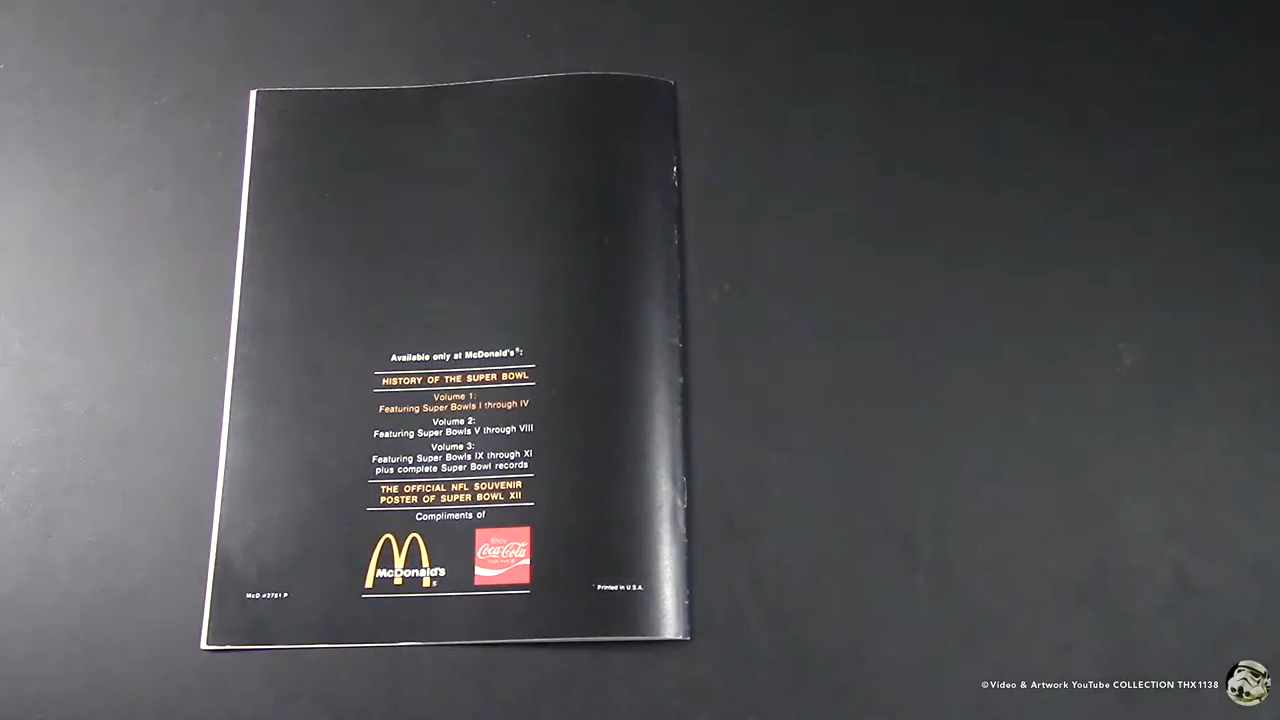 Available only at McDonald's®:
HISTORY OF THE SUPER BOWL
Volume 1:
Featuring Super Bowls I through IV
Volume 2:
Featuring Super Bowls V through VIII
Volume 3:
Featuring Super Bowls IX through XI
plus complete Super Bowl records
THE OFFICIAL NFL SOUVENIR
POSTER OF SUPER BOWL XII
Compliments of
McDonald's®
Enjoy
Coca-Cola
McD #2761 P
Printed in U.S.A.
©Video & Artwork YouTube COLLECTION THX1138